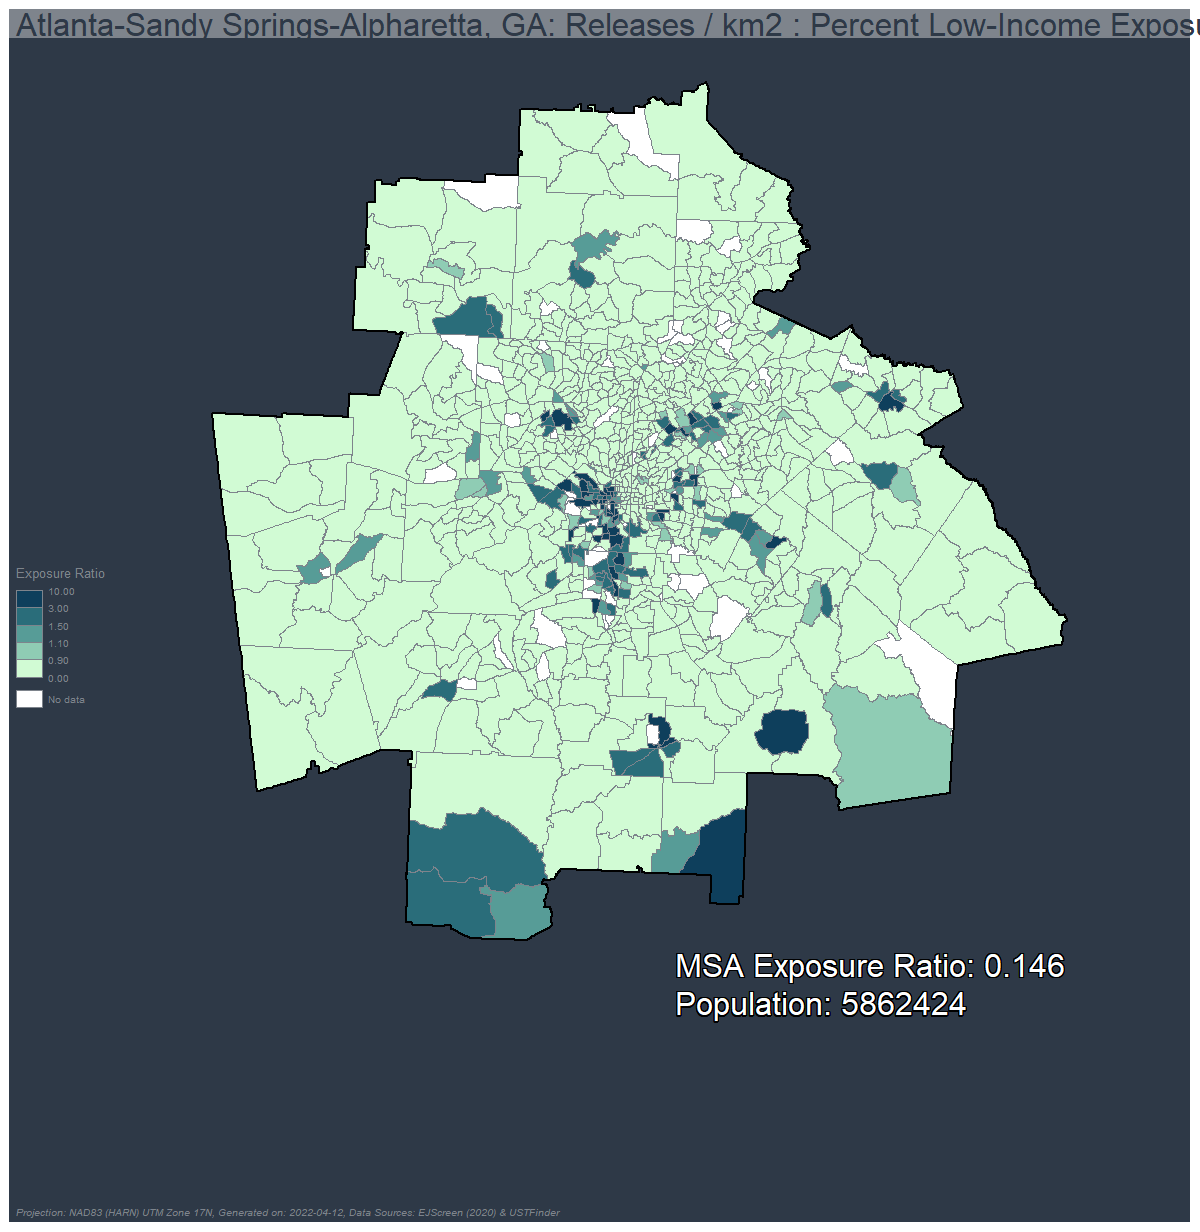 Atlanta-Sandy Springs-Alpharetta, GA: Releases / km2 : Percent Low-Income Exposu
Exposure Ratio
10.00
3.00
1.50
1.10
0.90
0.00
No data
MSA Exposure Ratio: 0.146
Population: 5862424
Projection: NAD83 (HARN) UTM Zone 17N, Generated on: 2022-04-12, Data Sources: EJScreen (2020) & USTFinder